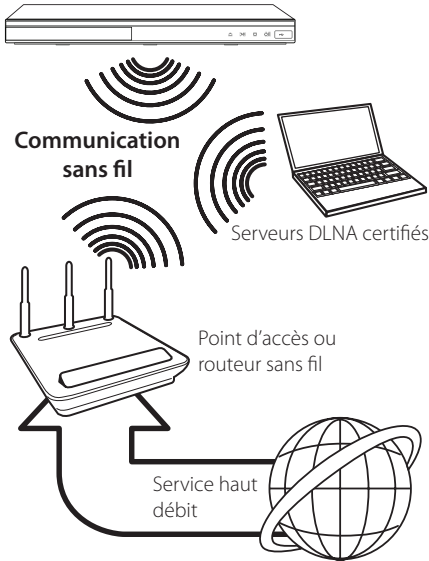 Communication
sans fil
Serveurs DLNA certifiés
Point d'accès ou
routeur sans fil
Service haut
débit